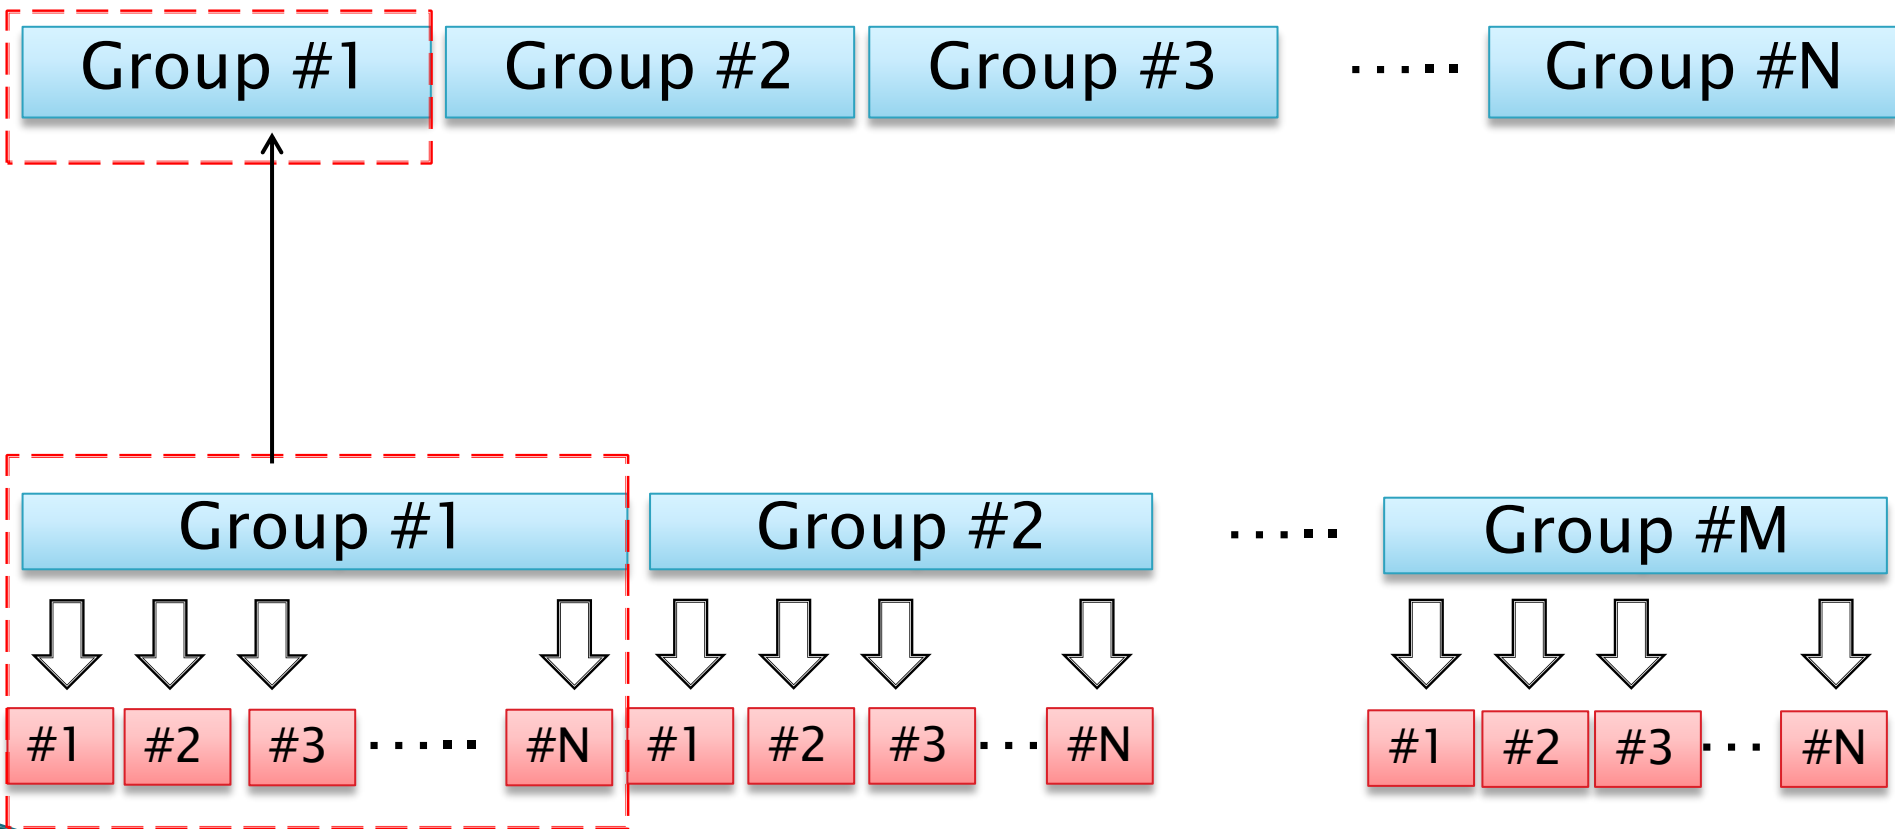 Group #1 Group #2 Group #3 ..... Group #N
Group #1 Group #2 ..... Group #M
#1 #2 #3 ..... #N #1 #2 #3 ... #N #1 #2 #3 ... #N